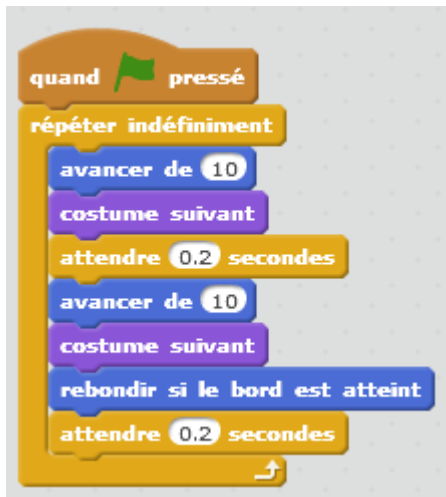 quand pressé
répéter indéfiniment
avancer de 10
costume suivant
attendre 0.2 secondes
avancer de 10
costume suivant
rebondir si le bord est atteint
attendre 0.2 secondes